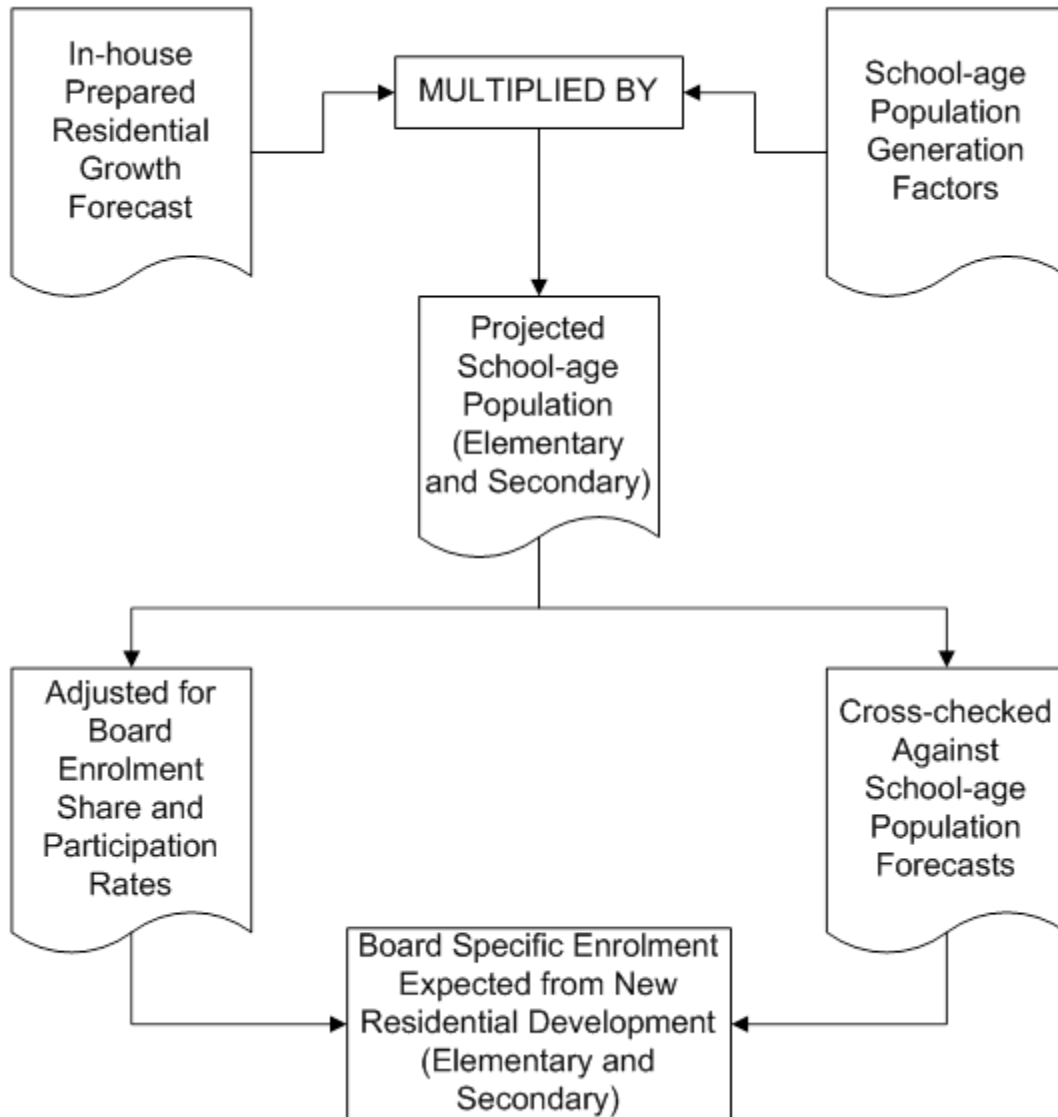 In-house
Prepared
Residential
Growth
Forecast
MULTIPLIED BY
School-age
Population
Generation
Factors
Projected
School-age
Population
(Elementary
and Secondary)
Adjusted for
Board
Enrolment
Share and
Participation
Rates
Cross-checked
Against
School-age
Population
Forecasts
Board Specific Enrolment
Expected from New
Residential Development
(Elementary and
Secondary)